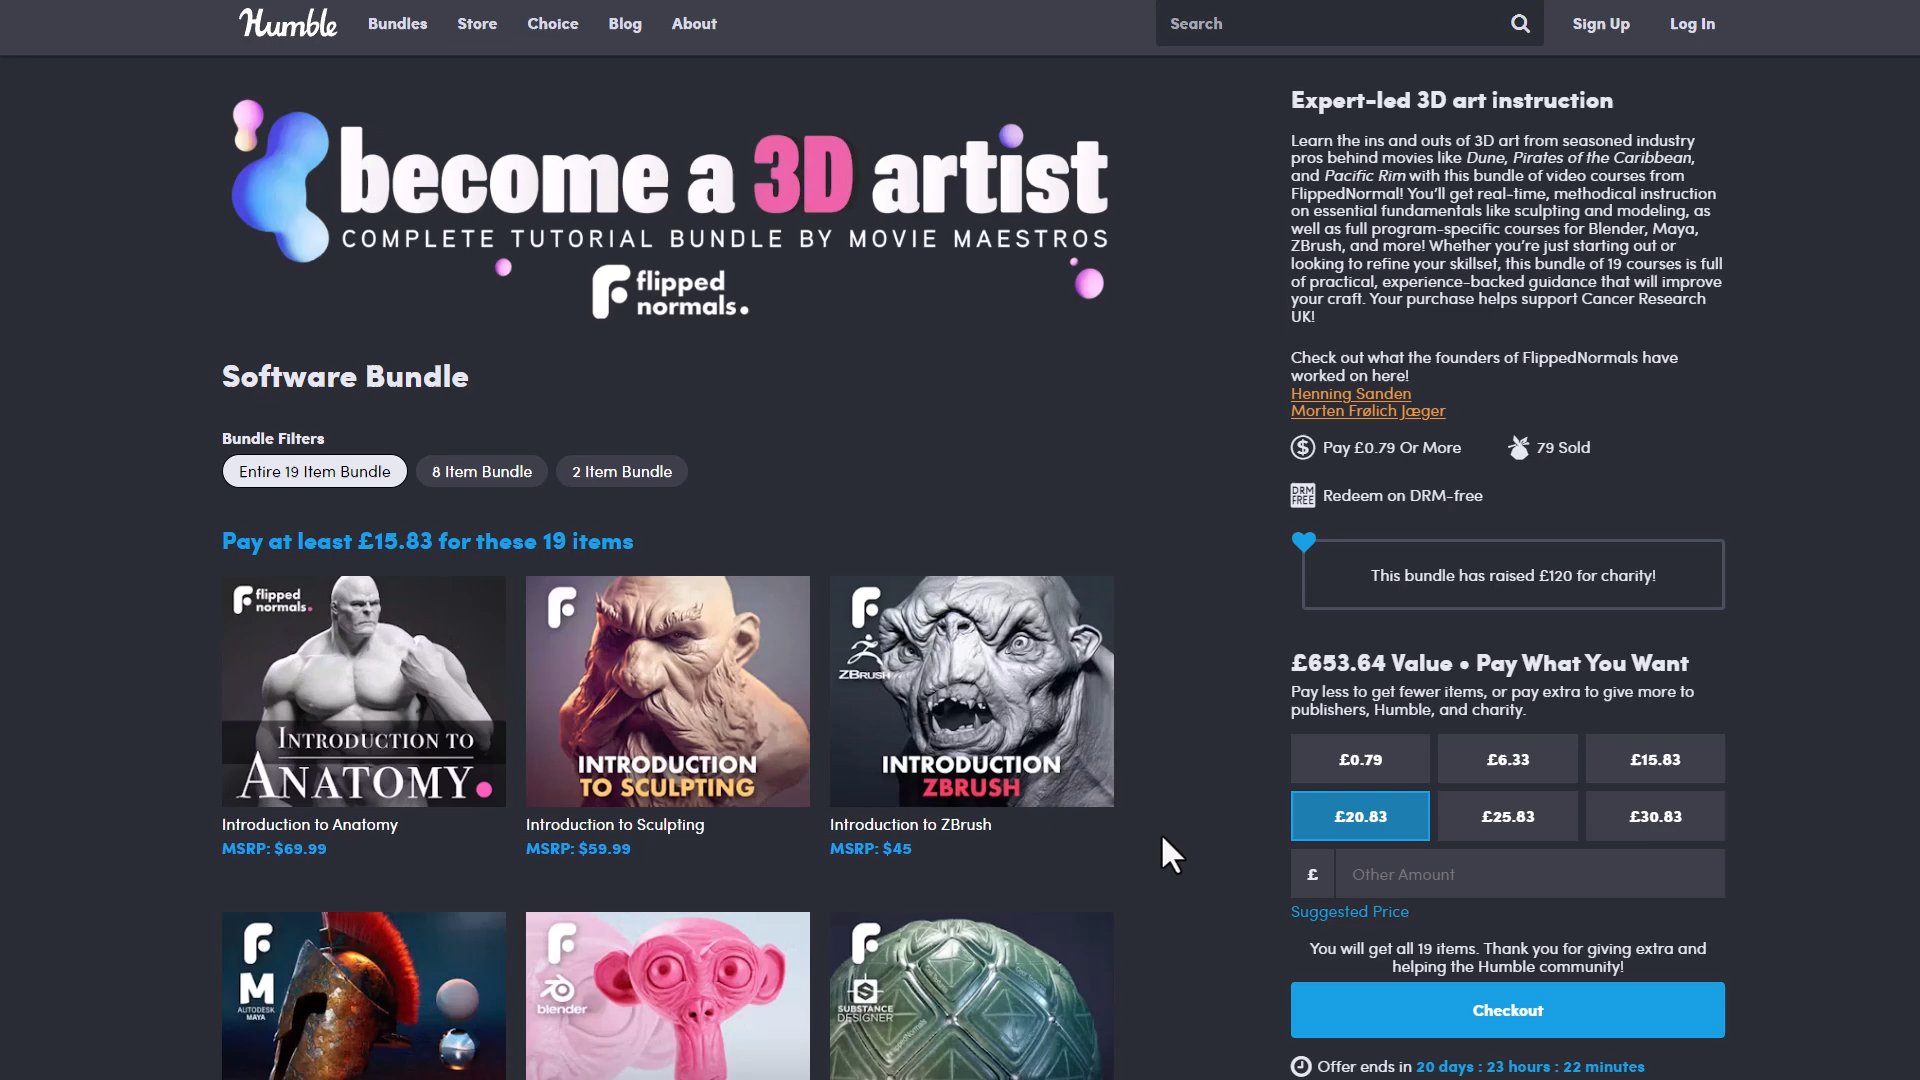 Humble
Bundles
Store
Choice
Blog
About
Search
Sign Up
Log In
become a 3D artist
COMPLETE TUTORIAL BUNDLE BY MOVIE MAESTROS
flipped
normals.
Software Bundle
Bundle Filters
Entire 19 Item Bundle
8 Item Bundle
2 Item Bundle
Pay at least £15.83 for these 19 items
flipped
normals.
INTRODUCTION TO
ANATOMY.
Introduction to Anatomy
MSRP: $69.99
INTRODUCTION
TO SCULPTING
Introduction to Sculpting
MSRP: $59.99
ZBRUSH
INTRODUCTION
ZBRUSH
Introduction to ZBrush
MSRP: $45
M
AUTODESK
MAYA
blender
SUBSTANCE
DESIGNER
Expert-led 3D art instruction
Learn the ins and outs of 3D art from seasoned industry
pros behind movies like Dune, Pirates of the Caribbean,
and Pacific Rim with this bundle of video courses from
FlippedNormal! You’ll get real-time, methodical instruction
on essential fundamentals like sculpting and modeling, as
well as full program-specific courses for Blender, Maya,
ZBrush, and more! Whether you’re just starting out or
looking to refine your skillset, this bundle of 19 courses is full
of practical, experience-backed guidance that will improve
your craft. Your purchase helps support Cancer Research
UK!
Check out what the founders of FlippedNormals have
worked on here!
Henning Sanden
Morten Frølich Jæger
Pay £0.79 Or More
79 Sold
DRM
FREE
Redeem on DRM-free
This bundle has raised £120 for charity!
£653.64 Value • Pay What You Want
Pay less to get fewer items, or pay extra to give more to
publishers, Humble, and charity.
£0.79
£6.33
£15.83
£20.83
£25.83
£30.83
£
Other Amount
Suggested Price
You will get all 19 items. Thank you for giving extra and
helping the Humble community!
Checkout
Offer ends in 20 days : 23 hours : 22 minutes